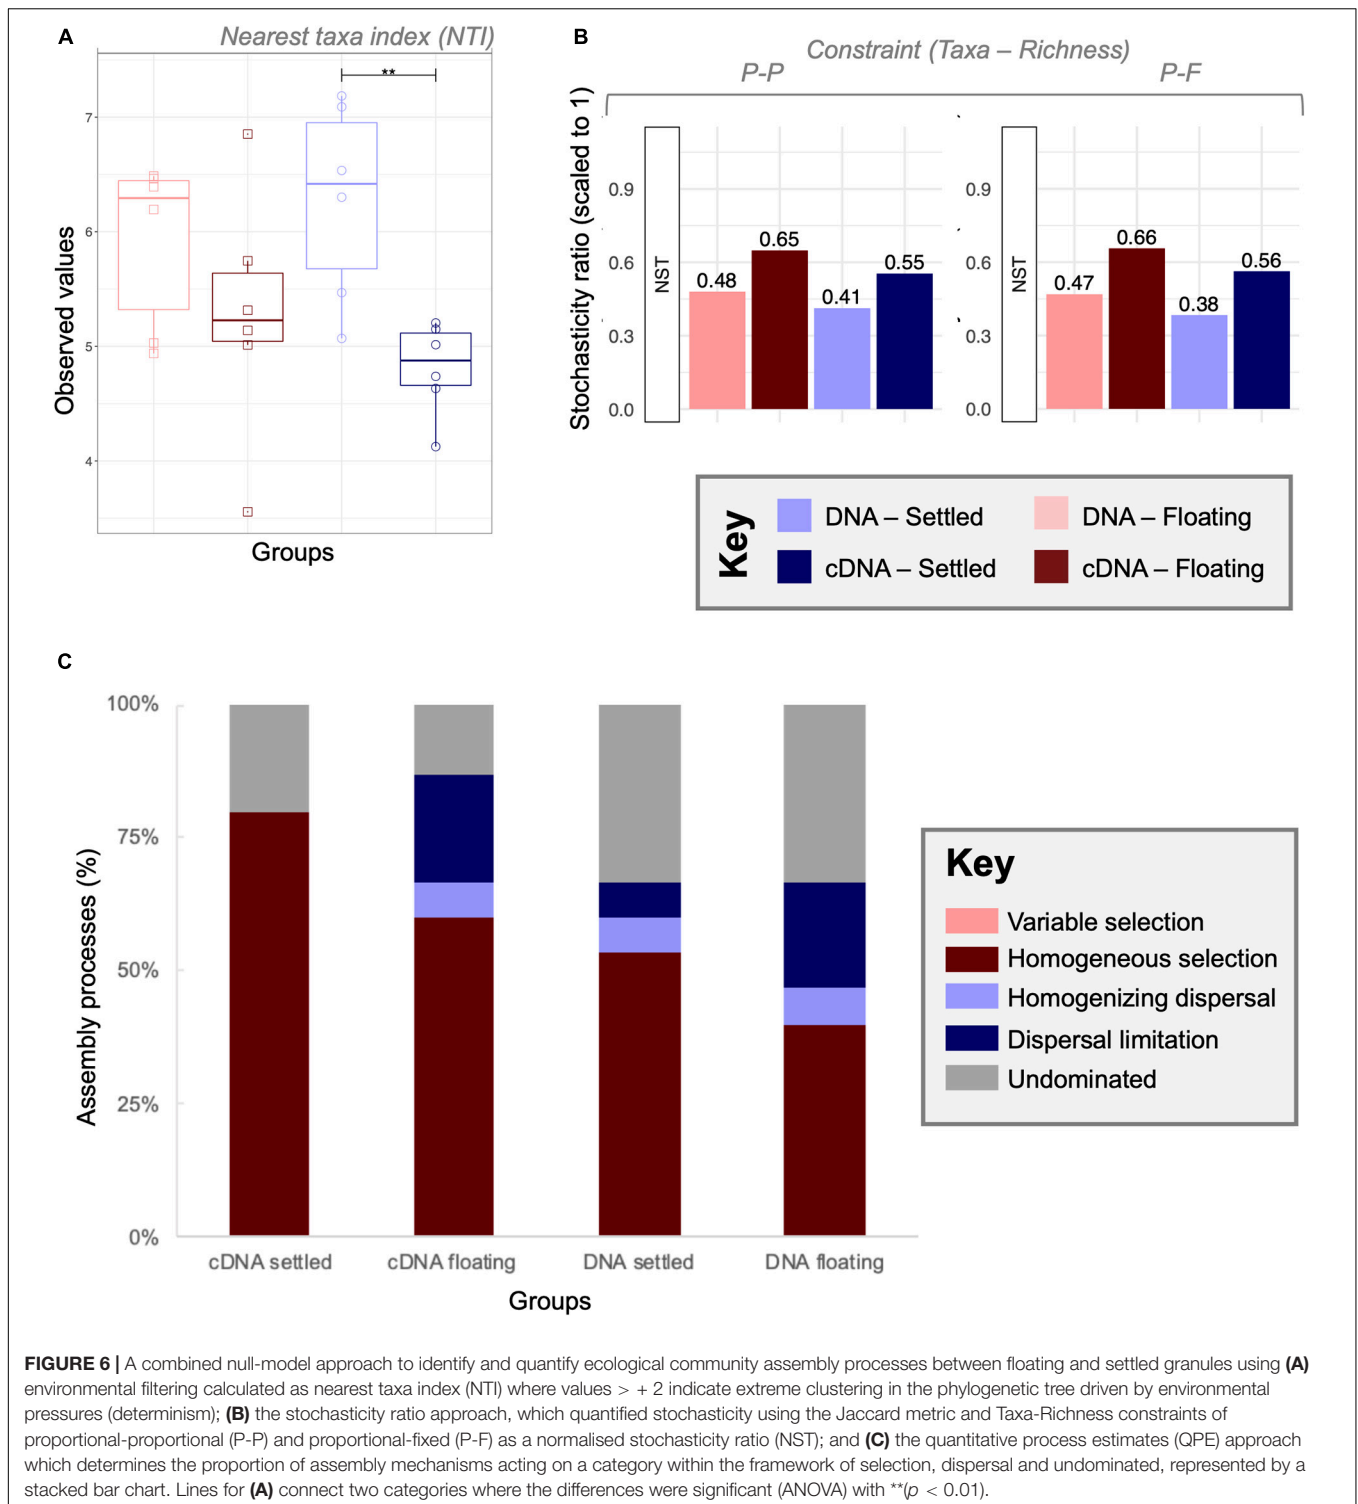 A
Nearest taxa index (NTI)
**
7
6
5
4
Observed values
Groups
B
Constraint (Taxa – Richness)
P-P
P-F
Stochasticity ratio (scaled to 1)
0.9
0.6
0.3
0.0
NST
0.48
0.65
0.41
0.55
0.9
0.6
0.3
0.0
NST
0.47
0.66
0.38
0.56
Key
DNA – Settled
DNA – Floating
cDNA – Settled
cDNA – Floating
C
100%
75%
50%
25%
0%
Assembly processes (%)
cDNA settled
cDNA floating
DNA settled
DNA floating
Groups
Key
Variable selection
Homogeneous selection
Homogenizing dispersal
Dispersal limitation
Undominated
FIGURE 6 | A combined null-model approach to identify and quantify ecological community assembly processes between floating and settled granules using (A)
environmental filtering calculated as nearest taxa index (NTI) where values > + 2 indicate extreme clustering in the phylogenetic tree driven by environmental
pressures (determinism); (B) the stochasticity ratio approach, which quantified stochasticity using the Jaccard metric and Taxa-Richness constraints of
proportional-proportional (P-P) and proportional-fixed (P-F) as a normalised stochasticity ratio (NST); and (C) the quantitative process estimates (QPE) approach
which determines the proportion of assembly mechanisms acting on a category within the framework of selection, dispersal and undominated, represented by a
stacked bar chart. Lines for (A) connect two categories where the differences were significant (ANOVA) with **(p < 0.01).